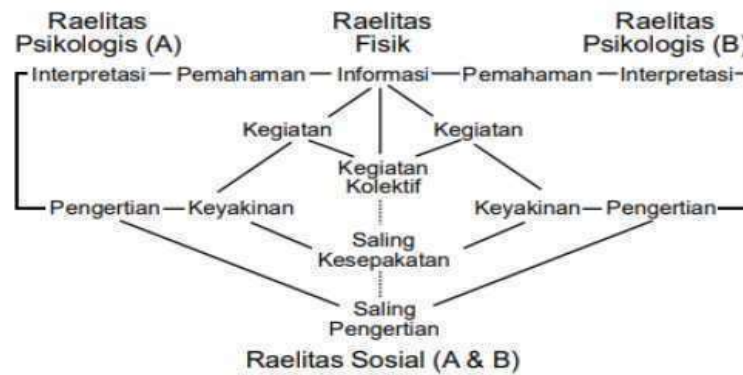 Raelitas Psikologis (A)
Raelitas Fisik
Raelitas Psikologis (B)
Interpretasi Pemahaman Informasi Pemahaman Interpretasi
Kegiatan Kegiatan
Kegiatan Kolektif
Pengertian Keyakinan Keyakinan Pengertian
Saling Kesepakatan
Saling Pengertian
Raelitas Sosial (A & B)